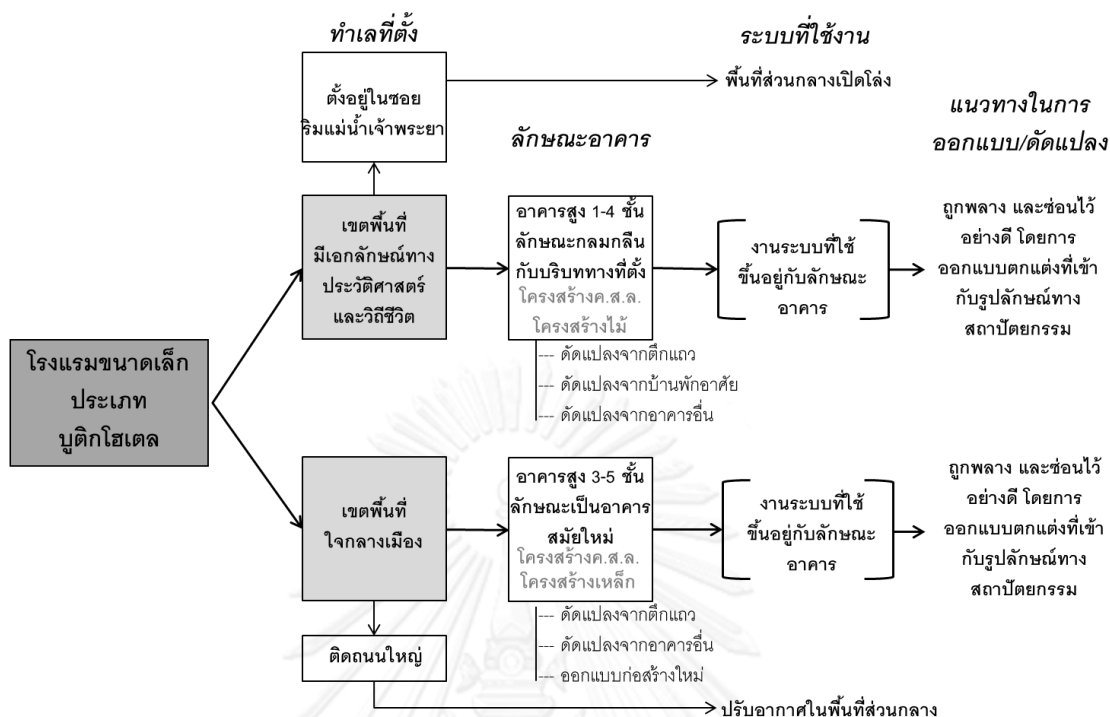 ทำเลที่ตั้ง
ระบบที่ใช้งาน
ตั้งอยู่ในซอย
ริมแม่น้ำเจ้าพระยา
พื้นที่ส่วนกลางเปิดโล่ง
ลักษณะอาคาร
แนวทางในการ
ออกแบบ/ดัดแปลง
เขตพื้นที่
มีเอกลักษณ์ทาง
ประวัติศาสตร์
และวิถีชีวิต
อาคารสูง 1-4 ชั้น
ลักษณะกลมกลืน
กับบริบททางที่ตั้ง
โครงสร้างค.ส.ล.
โครงสร้างไม้
--- ดัดแปลงจากตึกแถว
--- ดัดแปลงจากบ้านพักอาศัย
--- ดัดแปลงจากอาคารอื่น
งานระบบที่ใช้
ขึ้นอยู่กับลักษณะ
อาคาร
ถูกพลาง และซ่อนไว้
อย่างดี โดยการ
ออกแบบตกแต่งที่เข้า
กับรูปลักษณ์ทาง
สถาปัตยกรรม
โรงแรมขนาดเล็ก
ประเภท
บูติกโฮเตล
เขตพื้นที่
ใจกลางเมือง
อาคารสูง 3-5 ชั้น
ลักษณะเป็นอาคาร
สมัยใหม่
โครงสร้างค.ส.ล.
โครงสร้างเหล็ก
--- ดัดแปลงจากตึกแถว
--- ดัดแปลงจากอาคารอื่น
--- ออกแบบก่อสร้างใหม่
งานระบบที่ใช้
ขึ้นอยู่กับลักษณะ
อาคาร
ถูกพลาง และซ่อนไว้
อย่างดี โดยการ
ออกแบบตกแต่งที่เข้า
กับรูปลักษณ์ทาง
สถาปัตยกรรม
ติดถนนใหญ่
ปรับอากาศในพื้นที่ส่วนกลาง